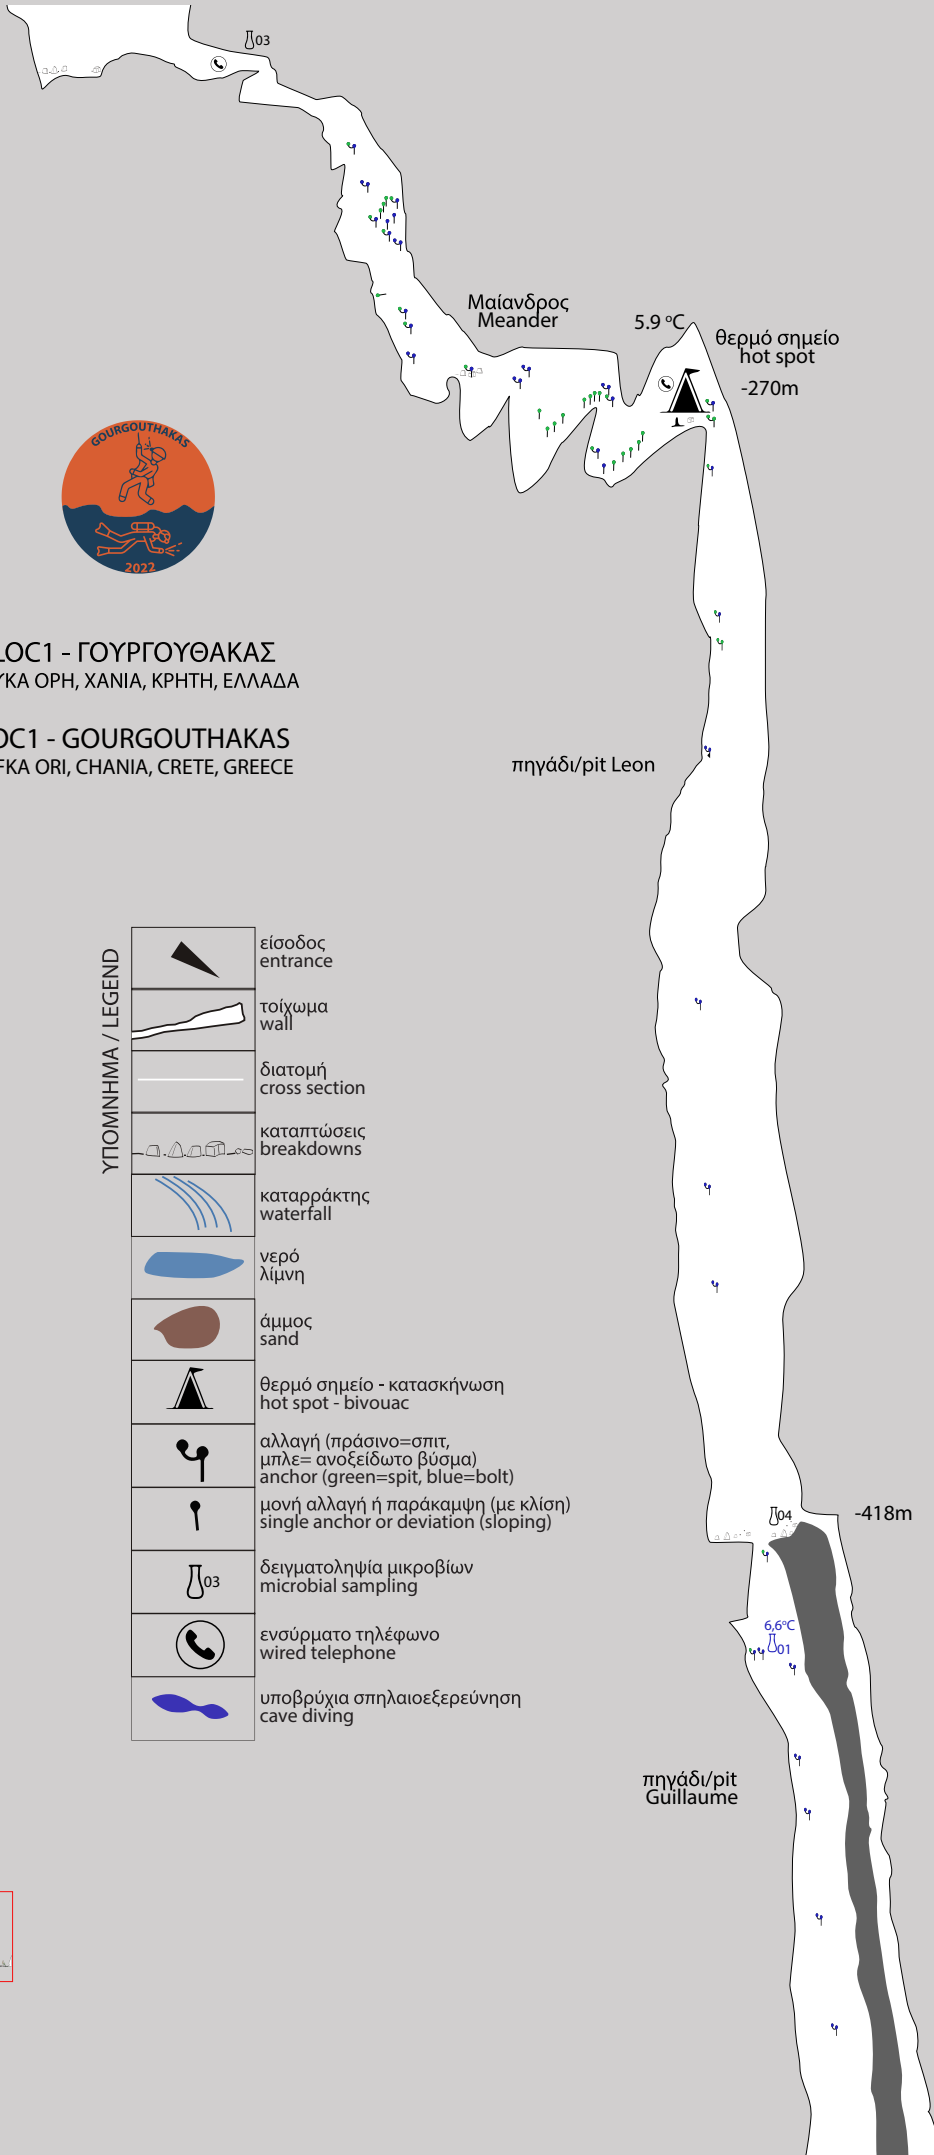 03
Μαίανδρος
Meander
5.9 ºC
θερμό σημείο
hot spot
-270m
GOURGOUTHAKAS
2022
LOC1 - ΓΟΥΡΓΟΥΘΑΚΑΣ
ΥΚΑ ΟΡΗ, ΧΑΝΙΑ, ΚΡΗΤΗ, ΕΛΛΑΔΑ
OC1 - GOURGOUTHAKAS
FKA ORI, CHANIA, CRETE, GREECE
πηγάδι/pit Leon
ΥΠΟΜΝΗΜΑ / LEGEND
είσοδος
entrance
τοίχωμα
wall
διατομή
cross section
καταπτώσεις
breakdowns
καταρράκτης
waterfall
νερό
λίμνη
άμμος
sand
θερμό σημείο - κατασκήνωση
hot spot - bivouac
αλλαγή (πράσινο=σπιτ,
μπλε= ανοξείδωτο βύσμα)
anchor (green=spit, blue=bolt)
μονή αλλαγή ή παράκαμψη (με κλίση)
single anchor or deviation (sloping)
03
δειγματοληψία μικροβίων
microbial sampling
ενσύρματο τηλέφωνο
wired telephone
υποβρύχια σπηλαιοεξερεύνηση
cave diving
04
-418m
6,6ºC
01
πηγάδι/pit
Guillaume